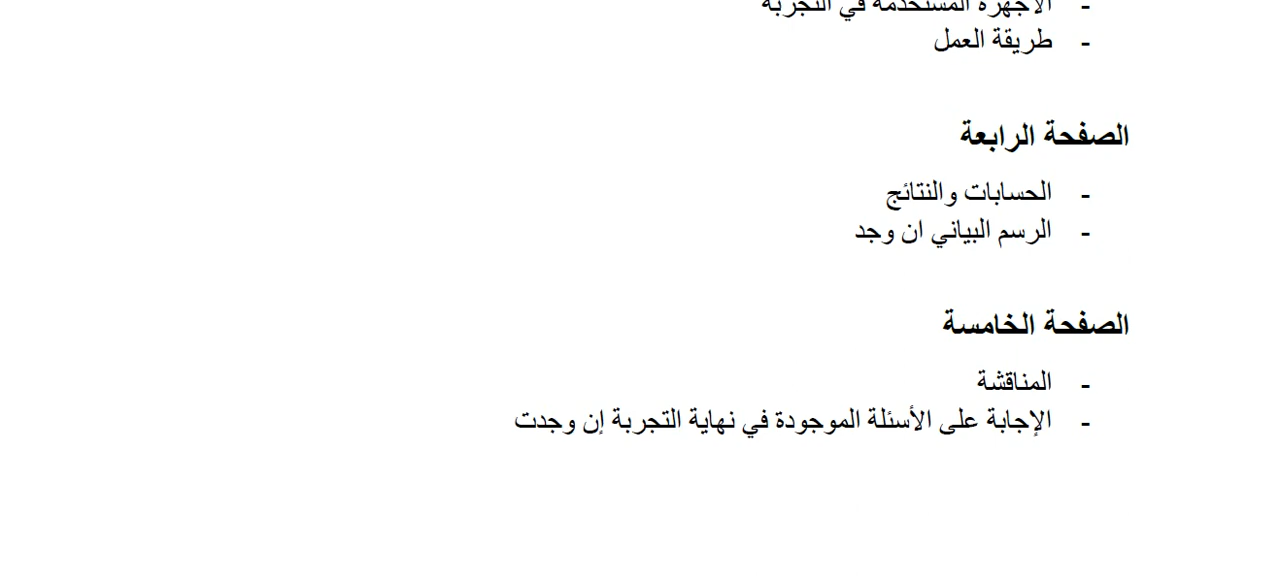 - الأجهزة المستخدمة في التجربة
- طريقة العمل
الصفحة الرابعة
- الحسابات والنتائج
- الرسم البياني ان وجد
الصفحة الخامسة
- المناقشة
- الإجابة على الأسئلة الموجودة في نهاية التجربة إن وجدت